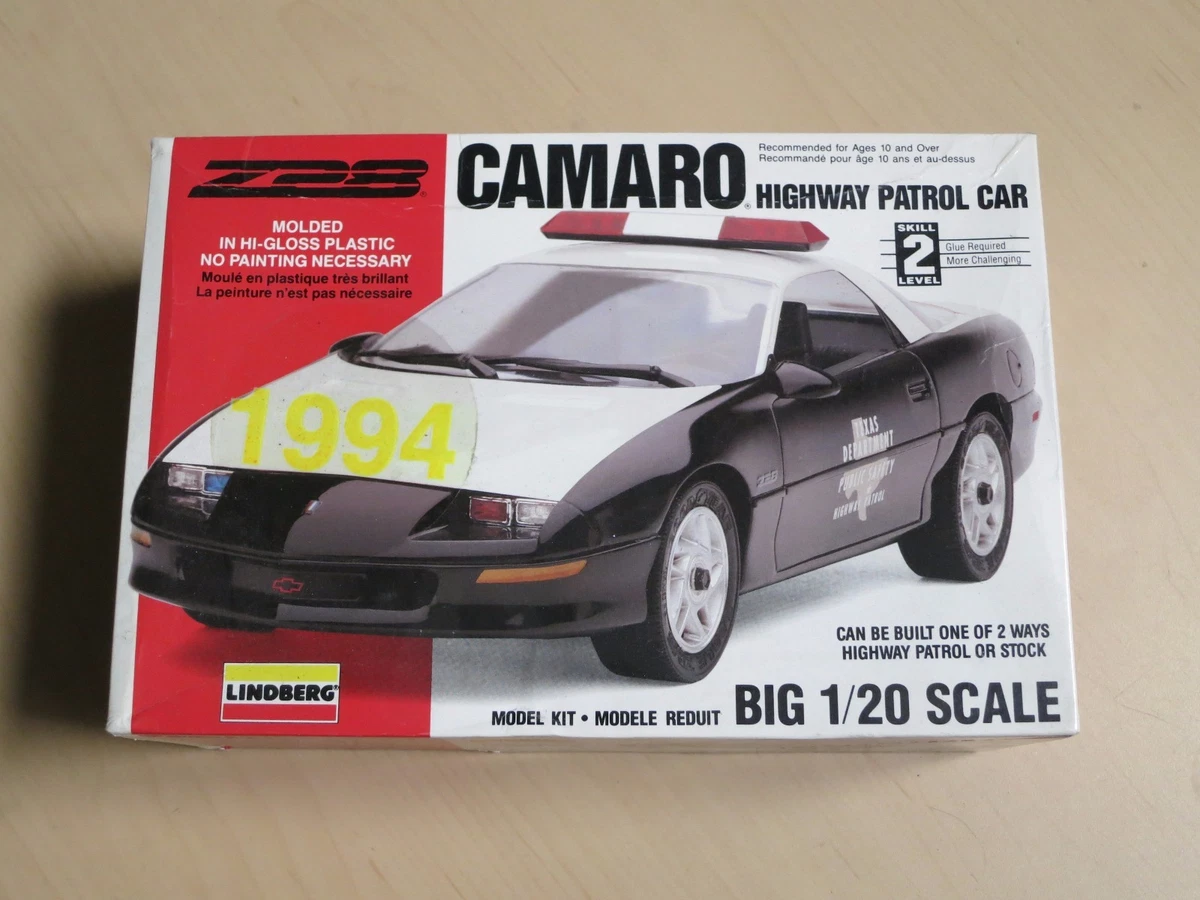 Z28
CAMARO
HIGHWAY PATROL CAR
Recommended for Ages 10 and Over
Recommandé pour âge 10 ans et au-dessus
MOLDED
IN HI-GLOSS PLASTIC
NO PAINTING NECESSARY
Moulé en plastique très brillant
La peinture n'est pas nécessaire
SKILL
2
LEVEL
Glue Required
More Challenging
1994
TEXAS
DEPARTMENT
PUBLIC SAFETY
HIGHWAY PATROL
Z28
CAN BE BUILT ONE OF 2 WAYS
HIGHWAY PATROL OR STOCK
LINDBERG
MODEL KIT • MODELE REDUIT
BIG 1/20 SCALE